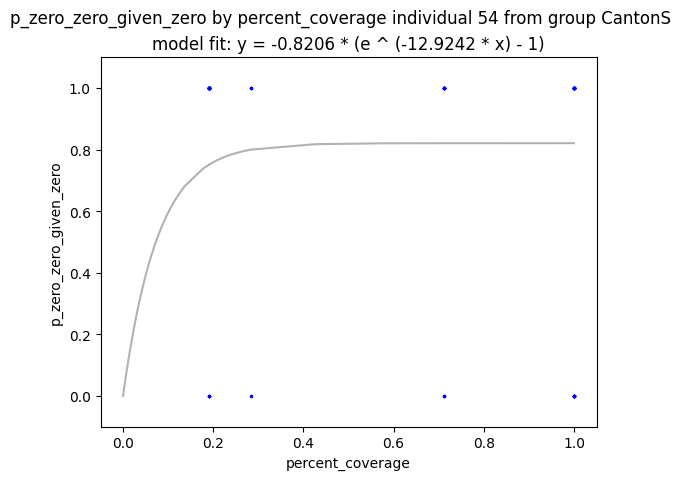 p_zero_zero_given_zero by percent_coverage individual 54 from group CantonS
model fit: y = -0.8206 * (e ^ (-12.9242 * x) - 1)
1.0
0.8
0.6
0.4
0.2
0.0
p_zero_zero_given_zero
0.0 0.2 0.4 0.6 0.8 1.0
percent_coverage